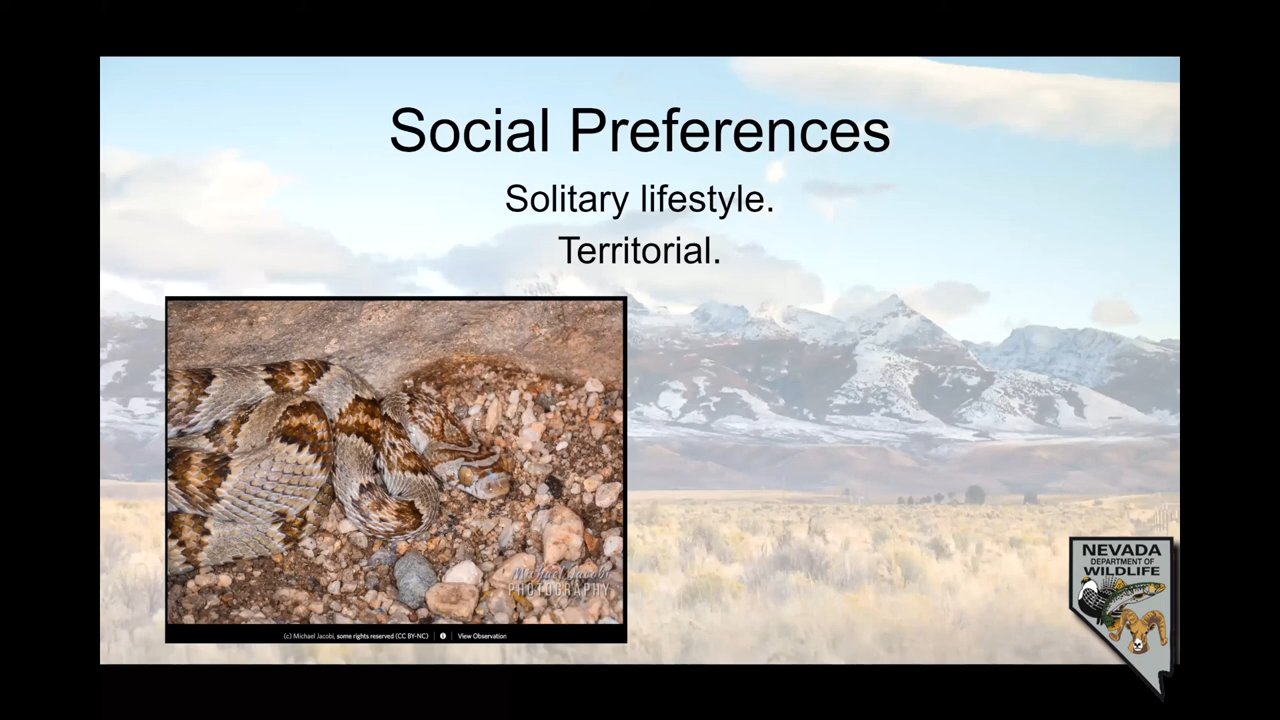 Social Preferences
Solitary lifestyle.
Territorial.
Michael Jacobi
PHOTOGRAPHY
(c) Michael Jacobi, some rights reserved (CC BY-NC) | i | View Observation
NEVADA
DEPARTMENT OF
WILDLIFE